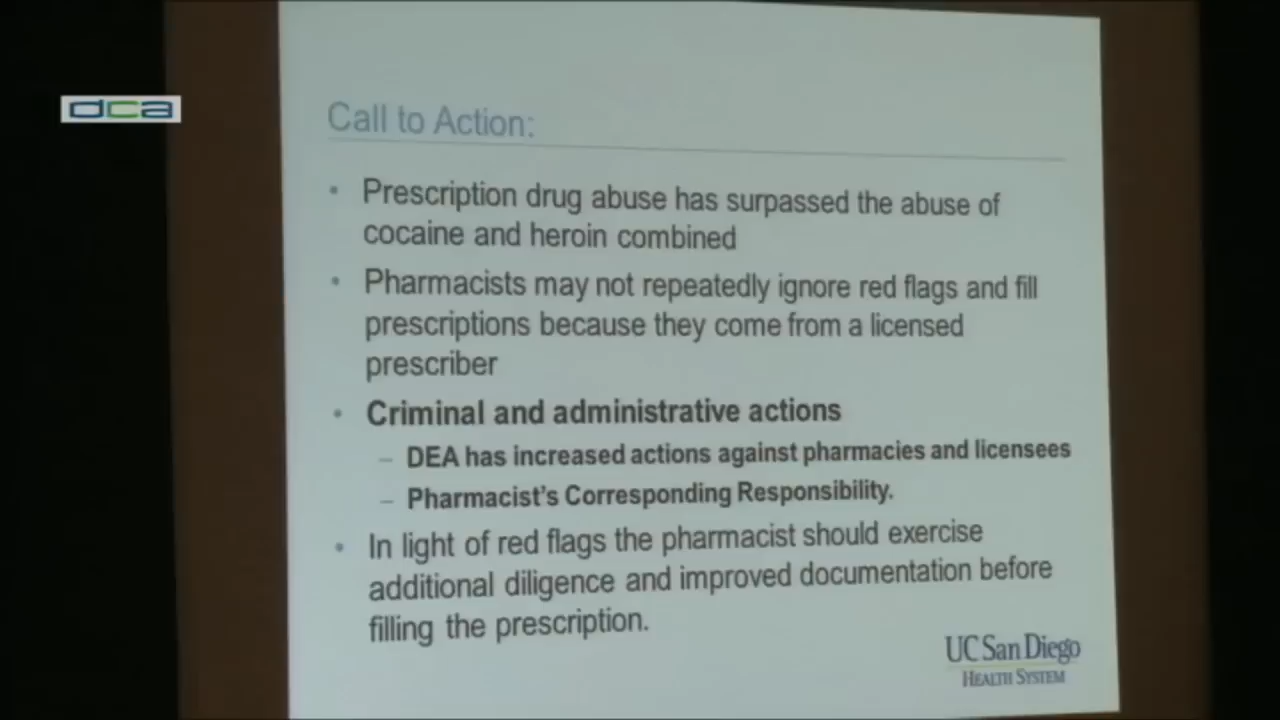 dca
Call to Action:
• Prescription drug abuse has surpassed the abuse of
cocaine and heroin combined
• Pharmacists may not repeatedly ignore red flags and fill
prescriptions because they come from a licensed
prescriber
• Criminal and administrative actions
– DEA has increased actions against pharmacies and licensees
– Pharmacist's Corresponding Responsibility.
• In light of red flags the pharmacist should exercise
additional diligence and improved documentation before
filling the prescription.
UC San Diego
HEALTH SYSTEM